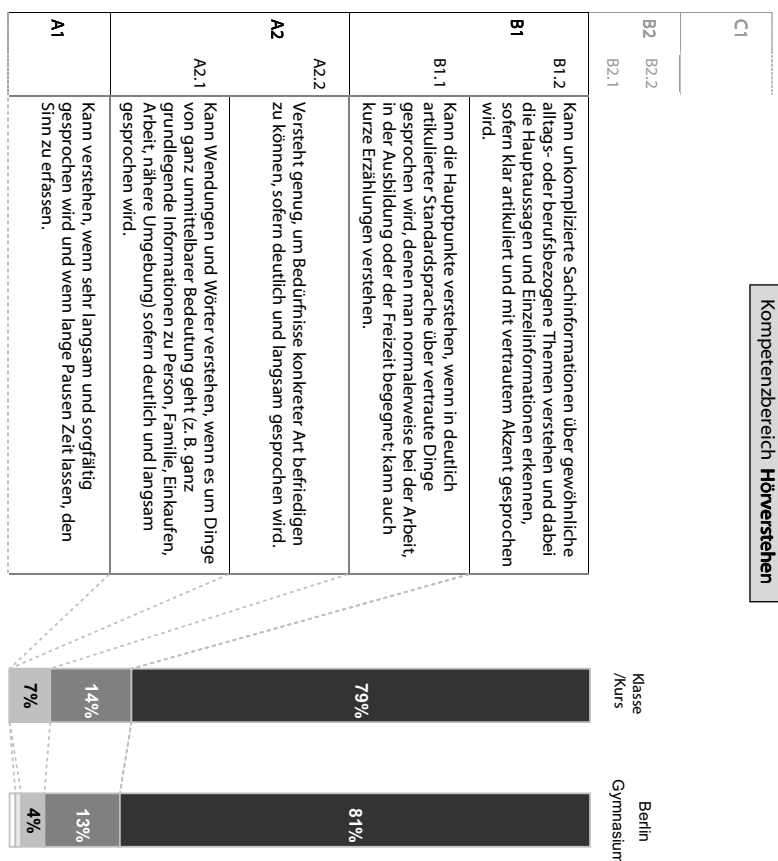 Kompetenzbereich Hörverstehen
Klasse
/Kurs
Berlin
Gymnasium
C1
B2
B2.2
B2.1
B1
B1.2
Kann unkomplizierte Sachinformationen über gewöhnliche
alltags- oder berufsbezogene Themen verstehen und dabei
die Hauptaussagen und Einzelinformationen erkennen,
sofern klar artikuliert und mit vertrautem Akzent gesprochen
wird.
79%
81%
B1.1
Kann die Hauptpunkte verstehen, wenn in deutlich
artikulierter Standardsprache über vertraute Dinge
gesprochen wird, denen man normalerweise bei der Arbeit,
in der Ausbildung oder der Freizeit begegnet; kann auch
kurze Erzählungen verstehen.
14%
13%
A2
A2.2
Versteht genug, um Bedürfnisse konkreter Art befriedigen
zu können, sofern deutlich und langsam gesprochen wird.
7%
4%
A2.1
Kann Wendungen und Wörter verstehen, wenn es um Dinge
von ganz unmittelbarer Bedeutung geht (z. B. ganz
grundlegende Informationen zu Person, Familie, Einkaufen,
Arbeit, nähere Umgebung) sofern deutlich und langsam
gesprochen wird.
A1
Kann verstehen, wenn sehr langsam und sorgfältig
gesprochen wird und wenn lange Pausen Zeit lassen, den
Sinn zu erfassen.